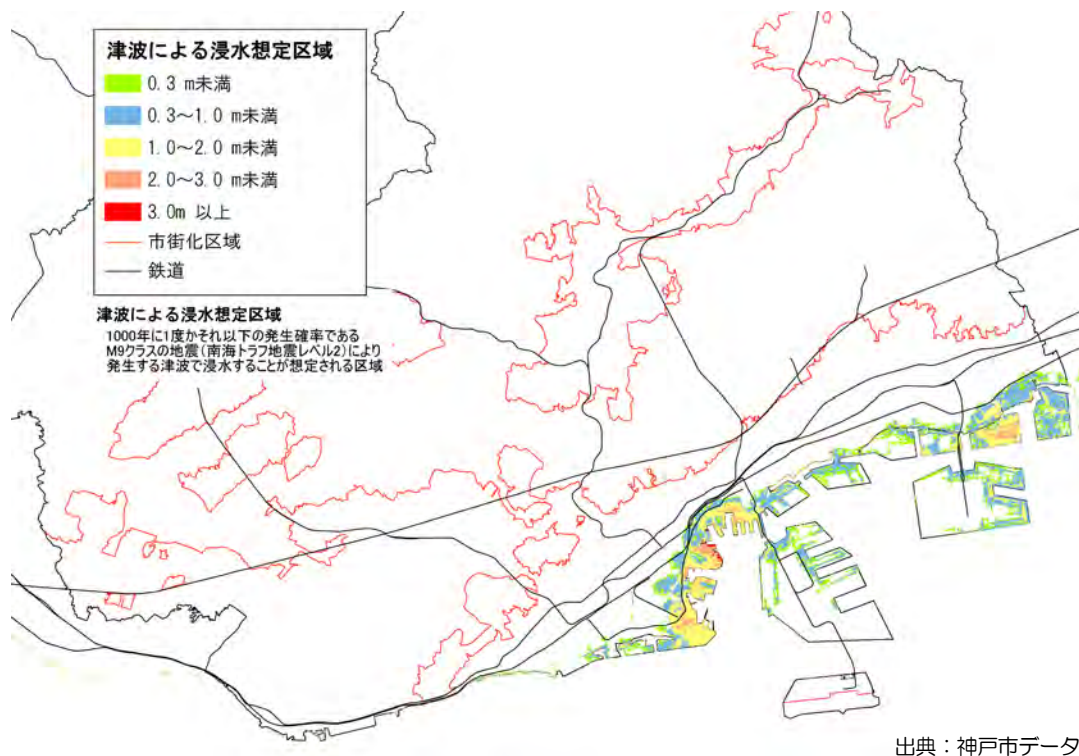 津波による浸水想定区域
0.3 m未満
0.3～1.0 m未満
1.0～2.0 m未満
2.0～3.0 m未満
3.0m 以上
市街化区域
鉄道
津波による浸水想定区域
1000年に1度かそれ以下の発生確率である
M9クラスの地震(南海トラフ地震レベル2)により
発生する津波で浸水することが想定される区域
出典：神戸市データ